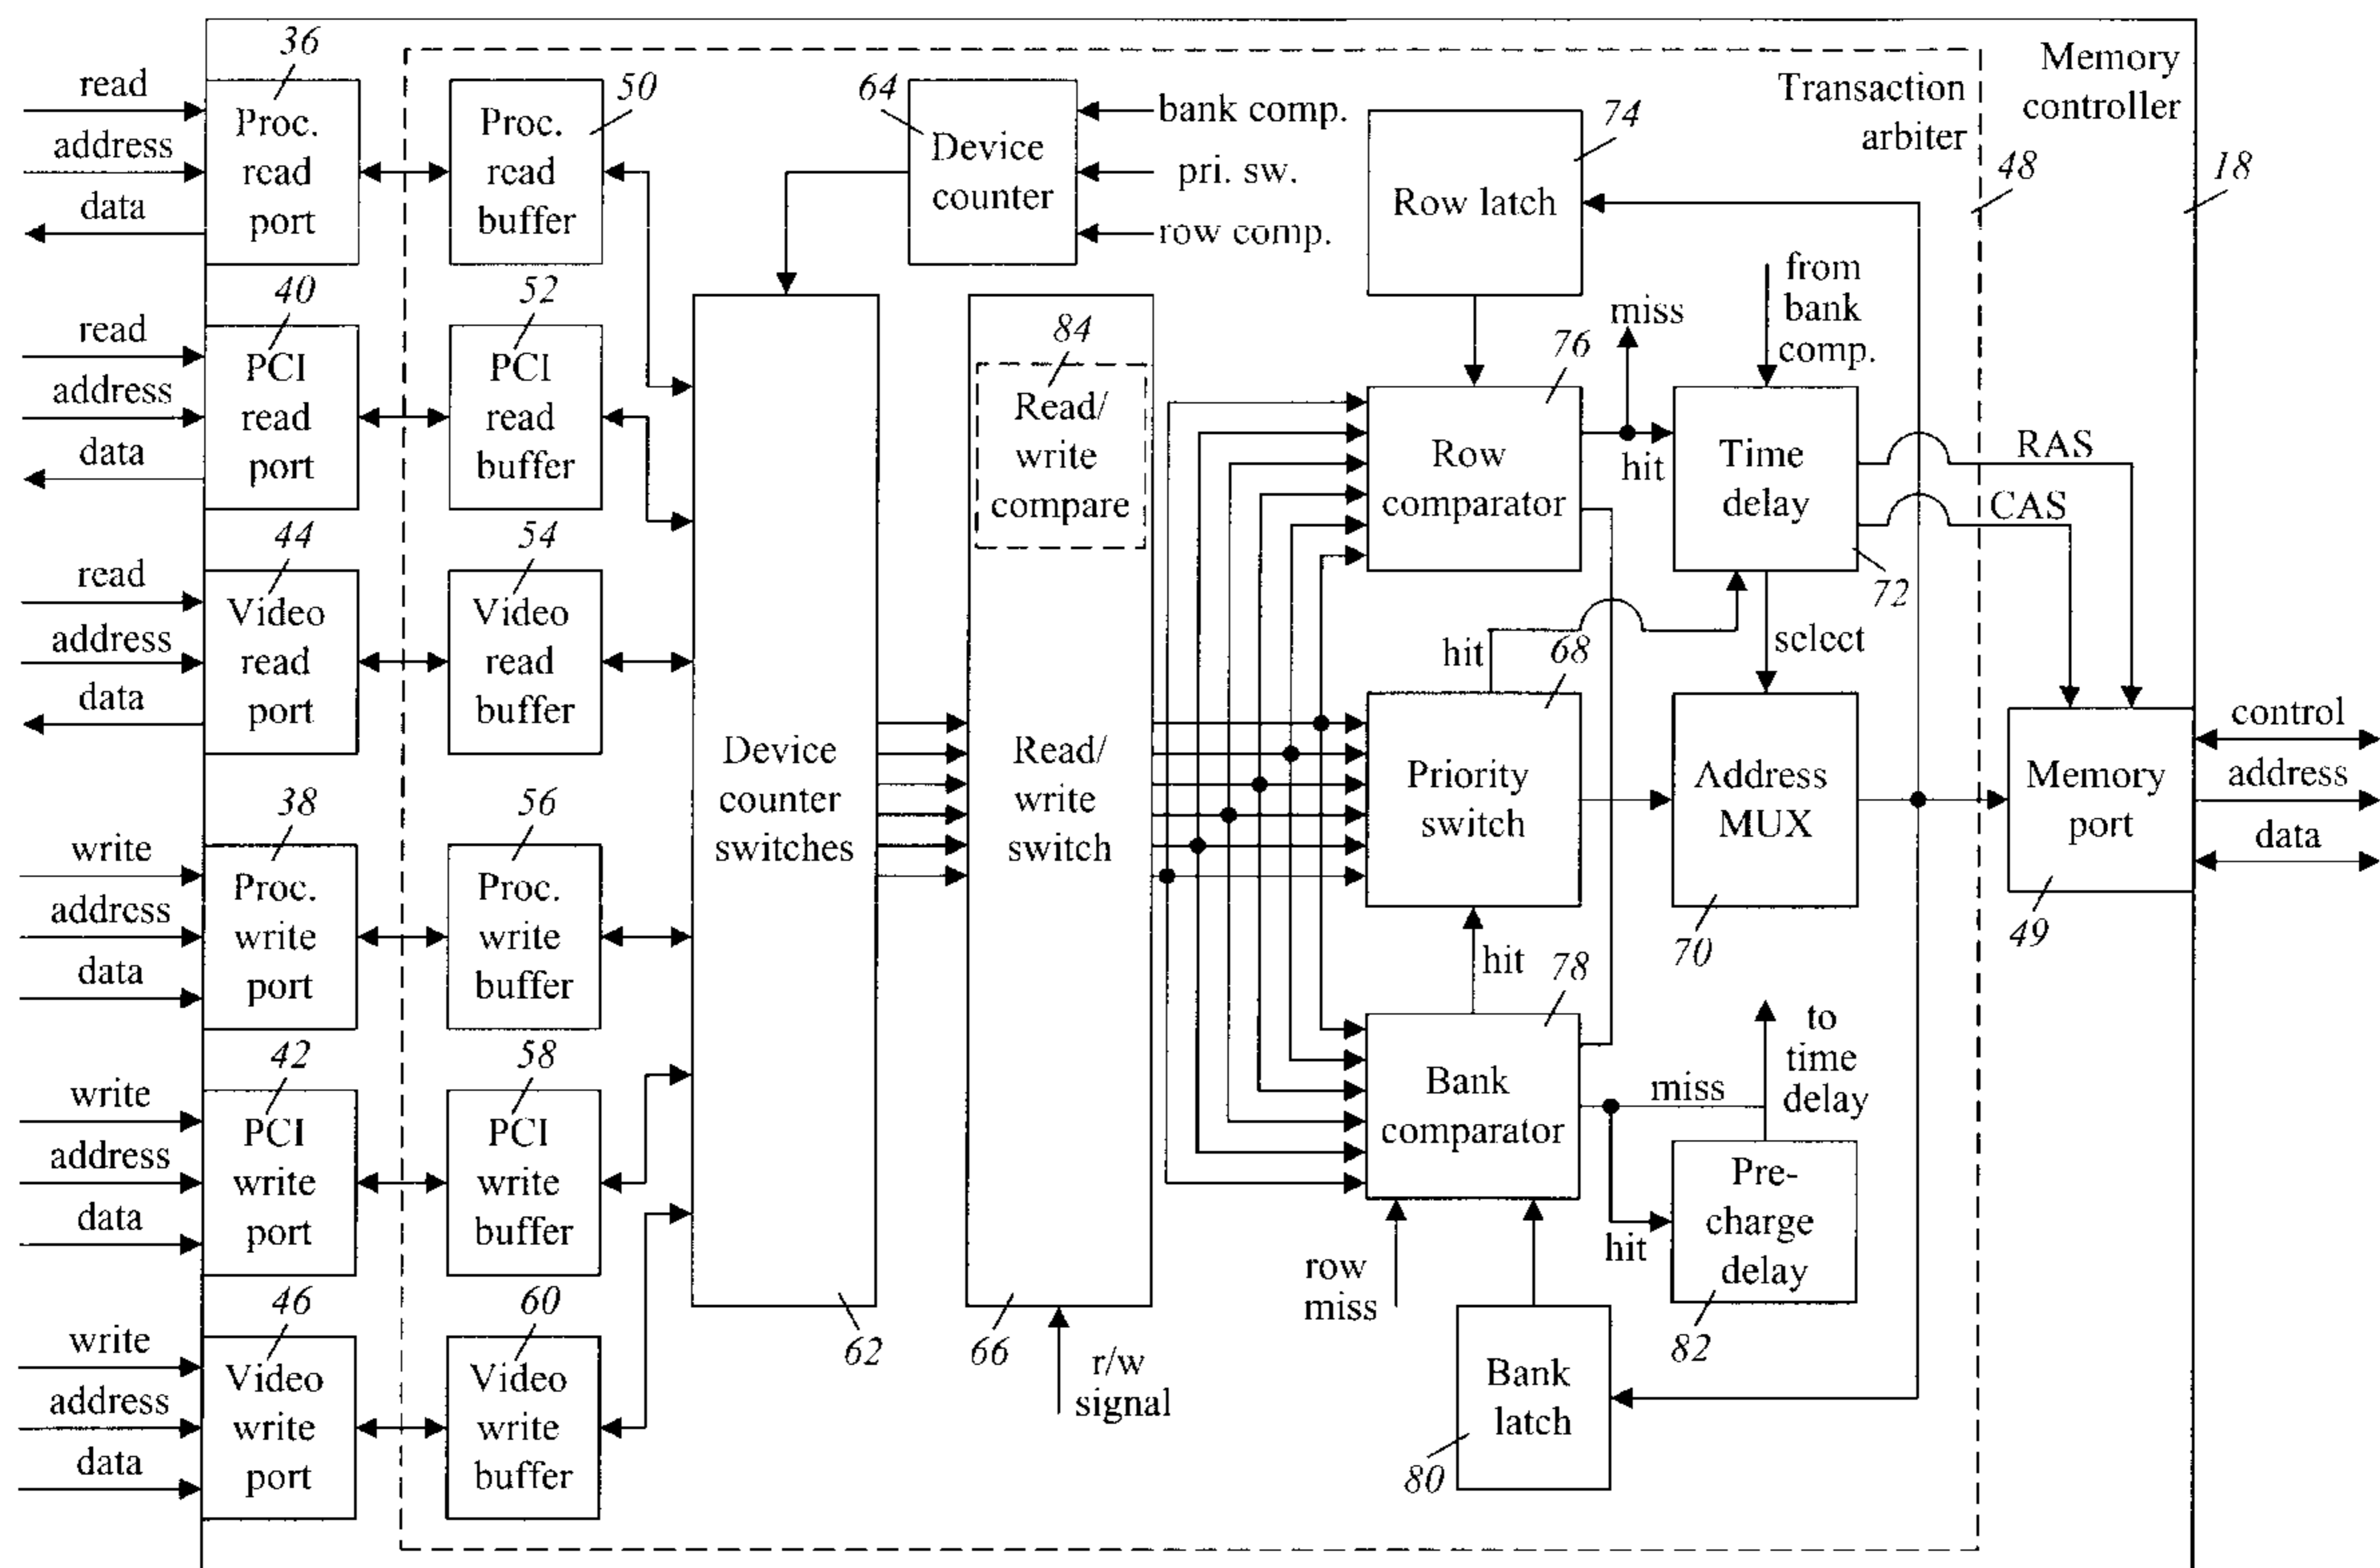 36
read
Proc.
read
port
address
data
50
Proc.
read
buffer
64
Device
counter
bank comp.
pri. sw.
row comp.
74
Row latch
Transaction
arbiter
48
Memory
controller
18
40
read
PCI
read
port
address
data
52
PCI
read
buffer
84
Read/
write
compare
miss
76
Row
comparator
hit
from
bank
comp.
Time
delay
72
RAS
CAS
44
read
Video
read
port
address
data
54
Video
read
buffer
hit
68
select
Device
counter
switches
Read/
write
switch
Priority
switch
Address
MUX
70
Memory
port
49
control
address
data
38
write
Proc.
write
port
address
data
56
Proc.
write
buffer
hit
78
Bank
comparator
miss
to
time
delay
42
write
PCI
write
port
address
data
58
PCI
write
buffer
hit
Pre-
charge
delay
82
row
miss
46
write
Video
write
port
address
data
60
Video
write
buffer
62
66
r/w
signal
Bank
latch
80